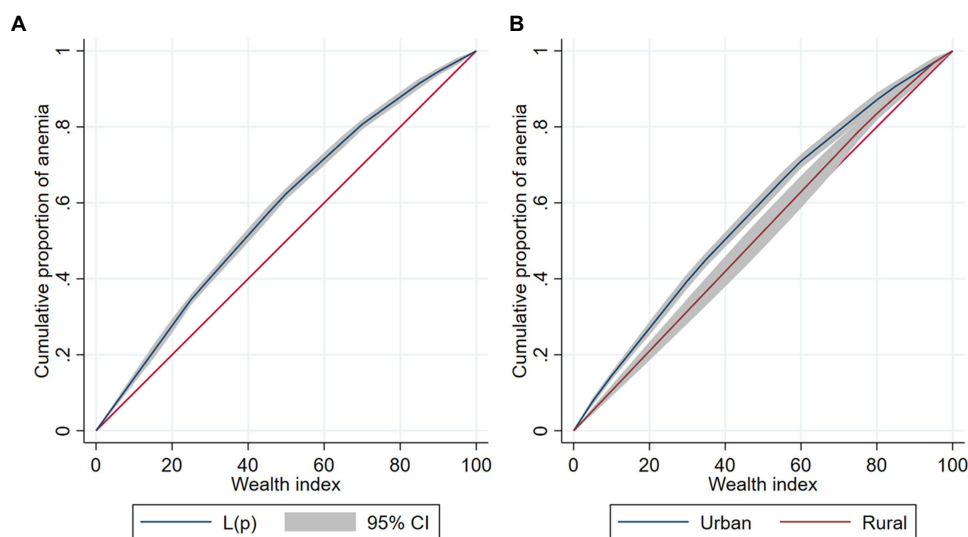 A
Cumulative proportion of anemia
1
.8
.6
.4
.2
0
0 20 40 60 80 100
Wealth index
L(p) 95% CI
B
Cumulative proportion of anemia
1
.8
.6
.4
.2
0
0 20 40 60 80 100
Wealth index
Urban Rural